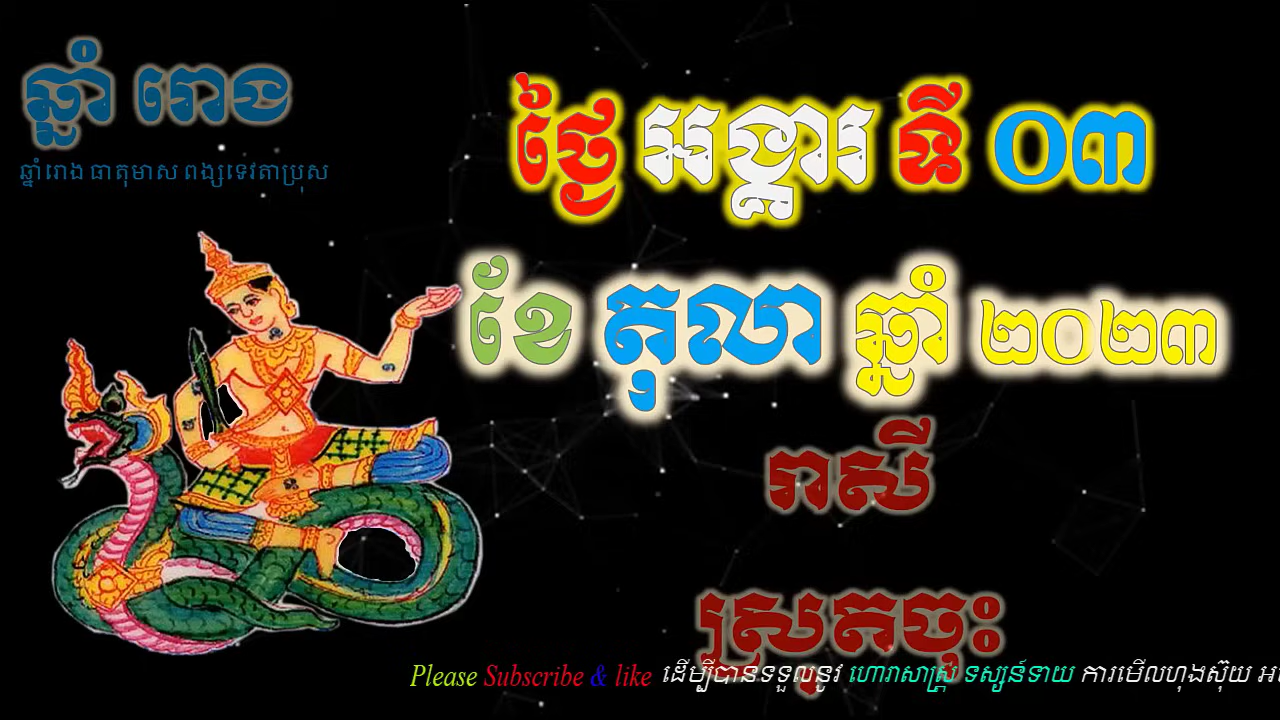 ឆ្នាំ រោង
ឆ្នាំ រោង ធាតុមាស ពង្សទេវតាប្រុស
ថ្ងៃ អង្គារ ទី ០៣
ខែ តុលា ឆ្នាំ ២០២៣
រាសី
ស្រុតចុះ
Please Subscribe & like ដើម្បីបានទទួលនូវ ហោរាសាស្ត្រ ទស្សន៍ទាយ ការមើលហុងស៊ុយ